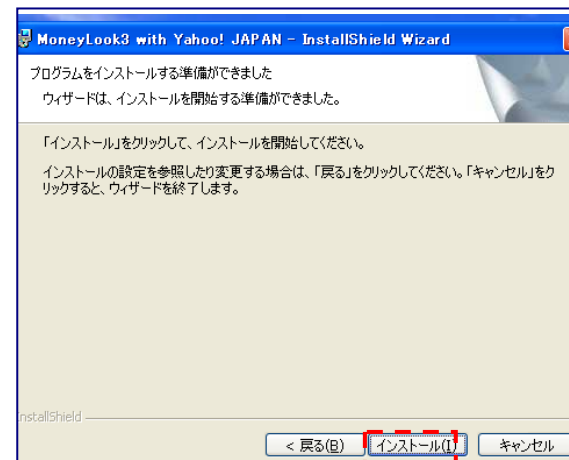 MoneyLook3 with Yahoo! JAPAN - InstallShield Wizard
プログラムをインストールする準備ができました
ウィザードは、インストールを開始する準備ができました。
「インストール」をクリックして、インストールを開始してください。
インストールの設定を参照したり変更する場合は、「戻る」をクリックしてください。「キャンセル」をク
リックすると、ウィザードを終了します。
nstallShield
< 戻る(B) インストール(I) キャンセル